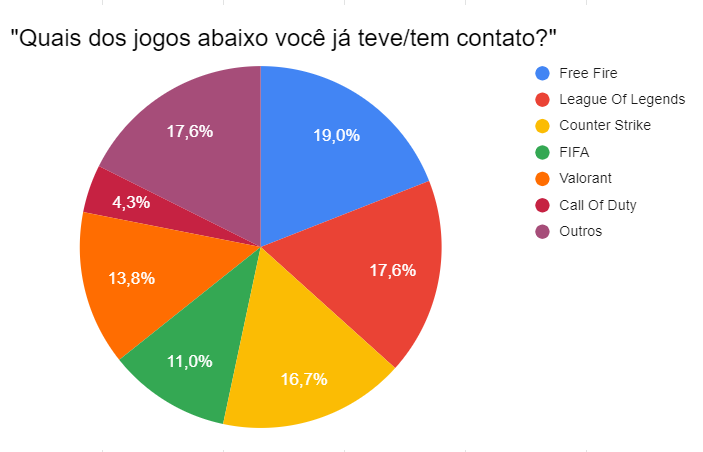 "Quais dos jogos abaixo você já teve/tem contato?"
Free Fire
League Of Legends
Counter Strike
FIFA
Valorant
Call Of Duty
Outros
19,0%
17,6%
16,7%
11,0%
13,8%
4,3%
17,6%